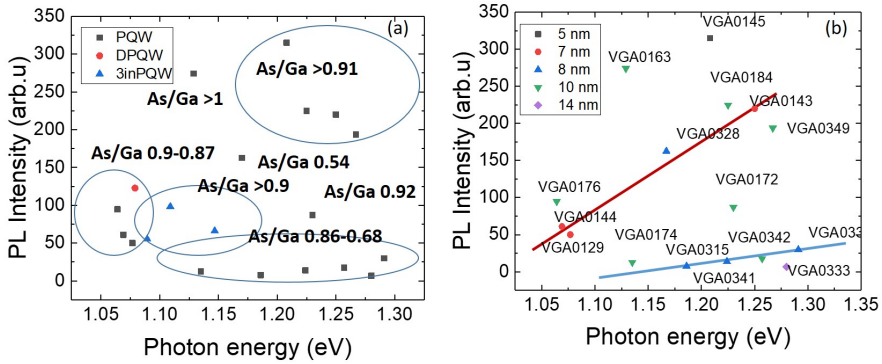 PQW
DPQW
3inPQW
(a)
As/Ga >0.91
As/Ga >1
As/Ga 0.9-0.87
As/Ga 0.54
As/Ga >0.9
As/Ga 0.92
As/Ga 0.86-0.68
350
300
250
200
150
100
50
0
PL Intensity (arb.u)
1.05 1.10 1.15 1.20 1.25 1.30
Photon energy (eV)
5 nm
7 nm
8 nm
10 nm
14 nm
(b)
VGA0145
VGA0163
VGA0184
VGA0143
VGA0328
VGA0349
VGA0176
VGA0172
VGA0144
VGA0129
VGA0174
VGA0315
VGA0342
VGA0341
VGA0333
350
300
250
200
150
100
50
0
PL Intensity (arb.u)
1.05 1.10 1.15 1.20 1.25 1.30 1.35
Photon energy (eV)